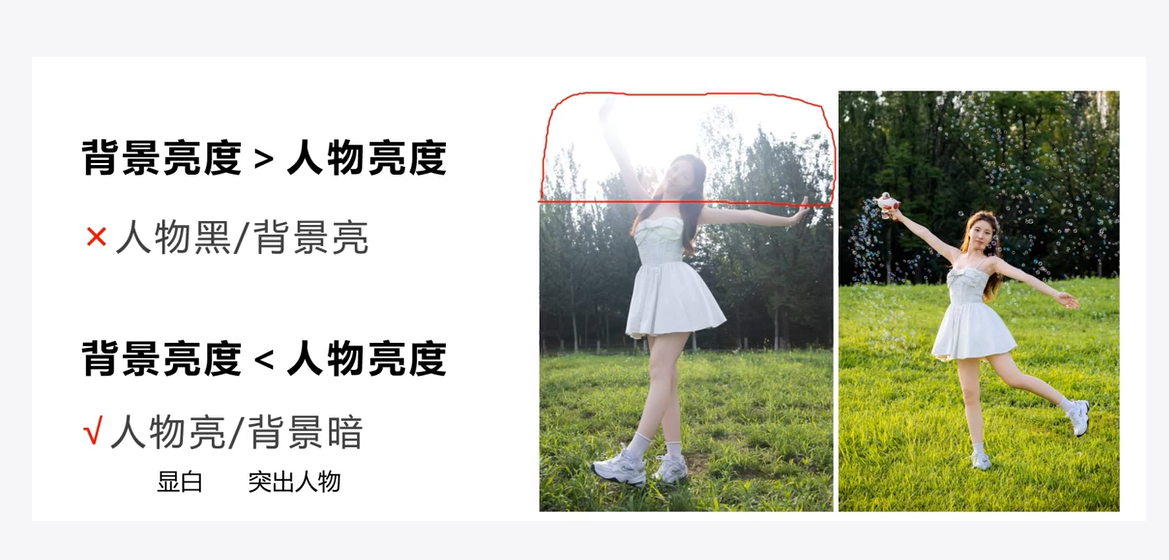 背景亮度 > 人物亮度
×人物黑/背景亮
背景亮度 < 人物亮度
√人物亮/背景暗
显白 突出人物